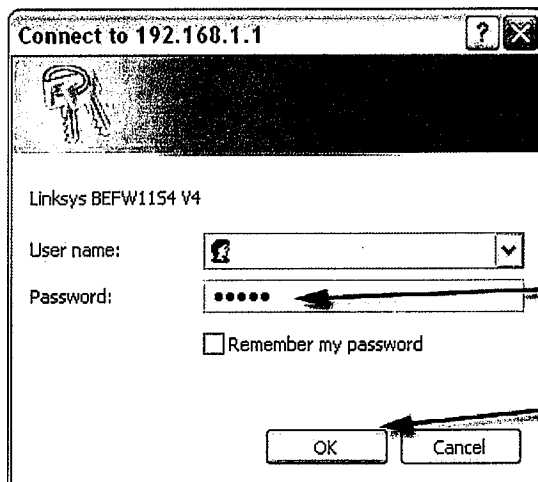 Connect to 192.168.1.1 ?
Linksys BEFW11S4 V4
User name:
Password: •••••
Remember my password
OK Cancel